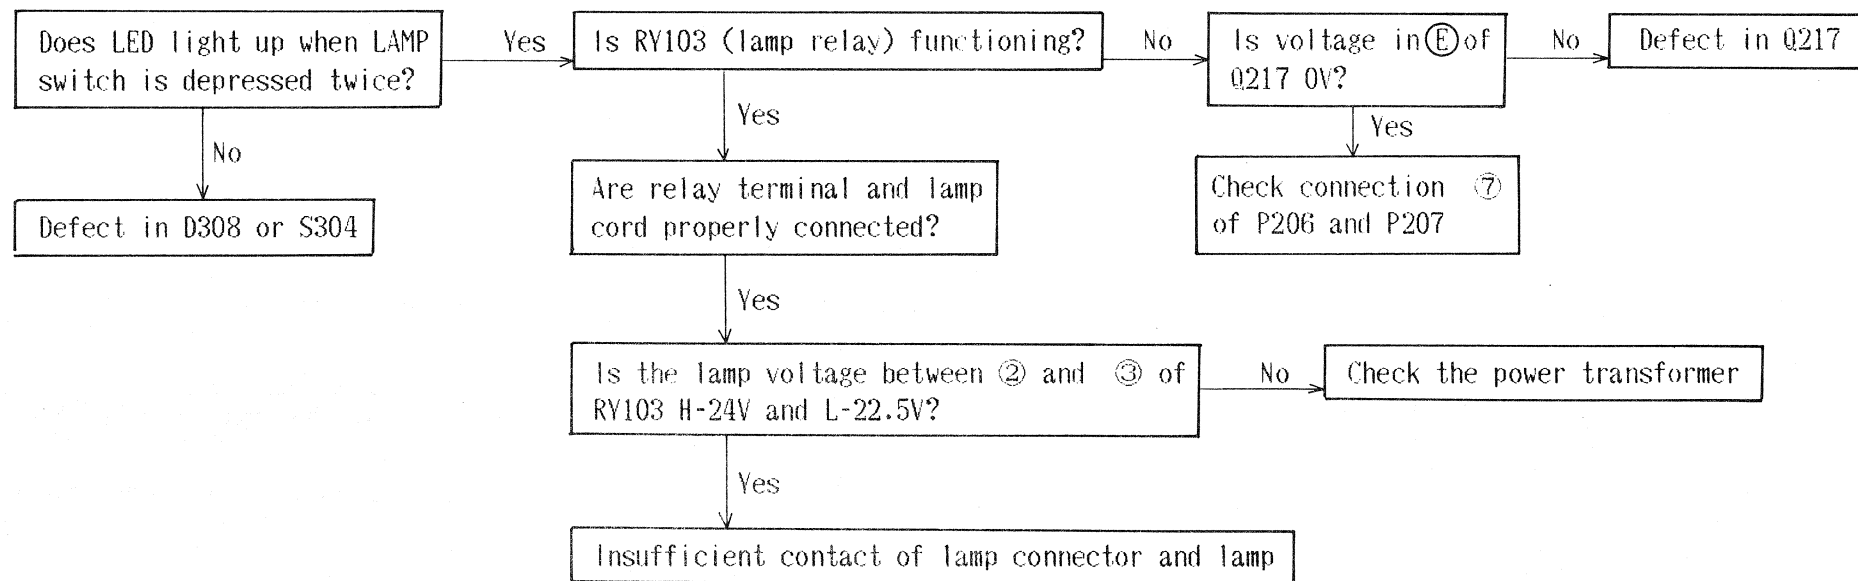 Does LED light up when LAMP
switch is depressed twice?
Yes
Is RY103 (lamp relay) functioning?
No
Is voltage in Ⓔ of
Q217 0V?
No
Defect in Q217
No
Yes
Yes
Defect in D308 or S304
Are relay terminal and lamp
cord properly connected?
Check connection ⑦
of P206 and P207
Yes
Is the lamp voltage between ② and ③ of
RY103 H-24V and L-22.5V?
No
Check the power transformer
Yes
Insufficient contact of lamp connector and lamp